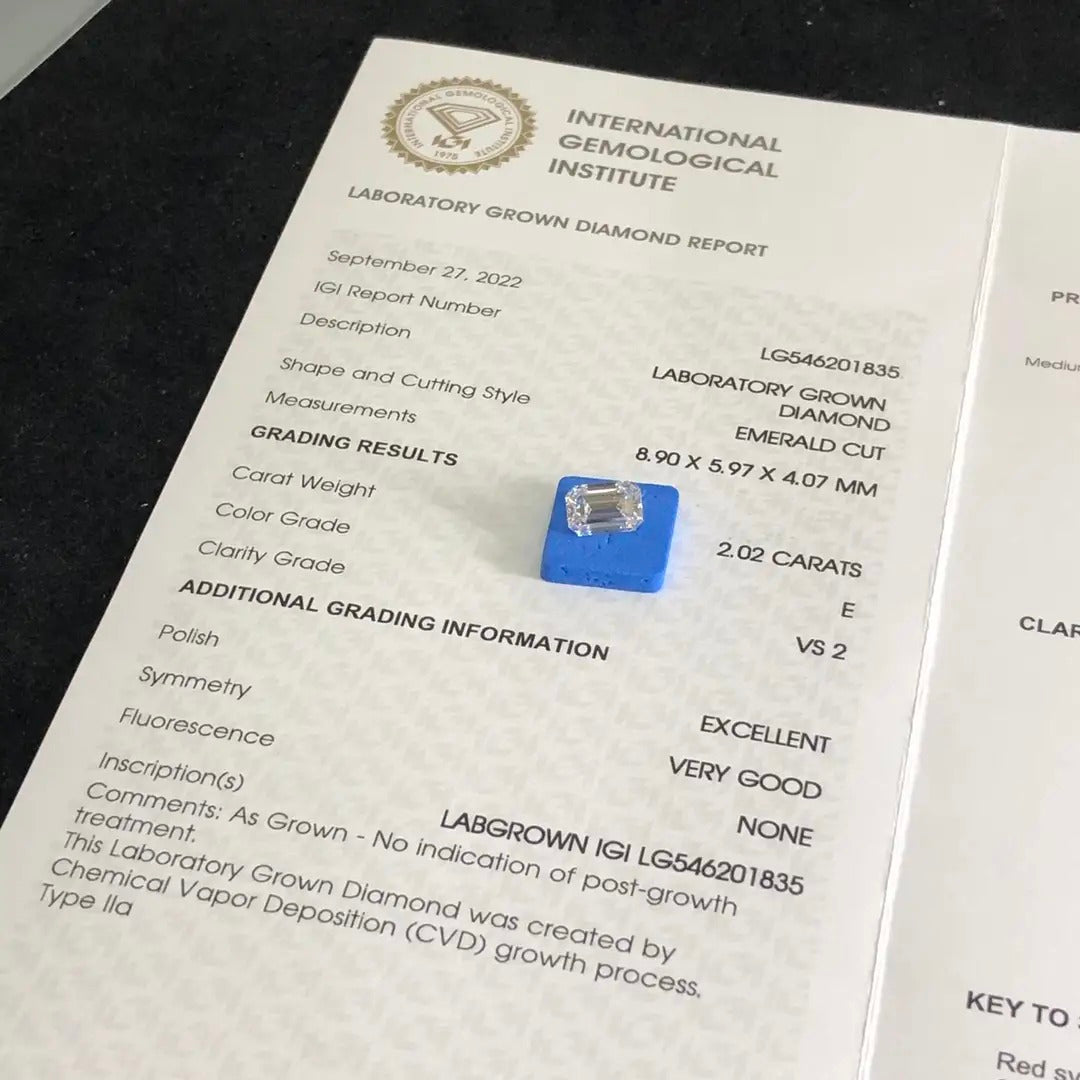 INTERNATIONAL GEMOLOGICAL INSTITUTE
IGI
1975
INTERNATIONAL
GEMOLOGICAL
INSTITUTE
LABORATORY GROWN DIAMOND REPORT
September 27, 2022
IGI Report Number LG546201835
Description LABORATORY GROWN
DIAMOND
Shape and Cutting Style EMERALD CUT
Measurements 8.90 X 5.97 X 4.07 MM
GRADING RESULTS
Carat Weight 2.02 CARATS
Color Grade E
Clarity Grade VS 2
ADDITIONAL GRADING INFORMATION
Polish EXCELLENT
Symmetry VERY GOOD
Fluorescence NONE
Inscription(s) LABGROWN IGI LG546201835
Comments: As Grown - No indication of post-growth
treatment.
This Laboratory Grown Diamond was created by
Chemical Vapor Deposition (CVD) growth process.
Type IIa
PR
Medium
CLAR
KEY TO
Red sy